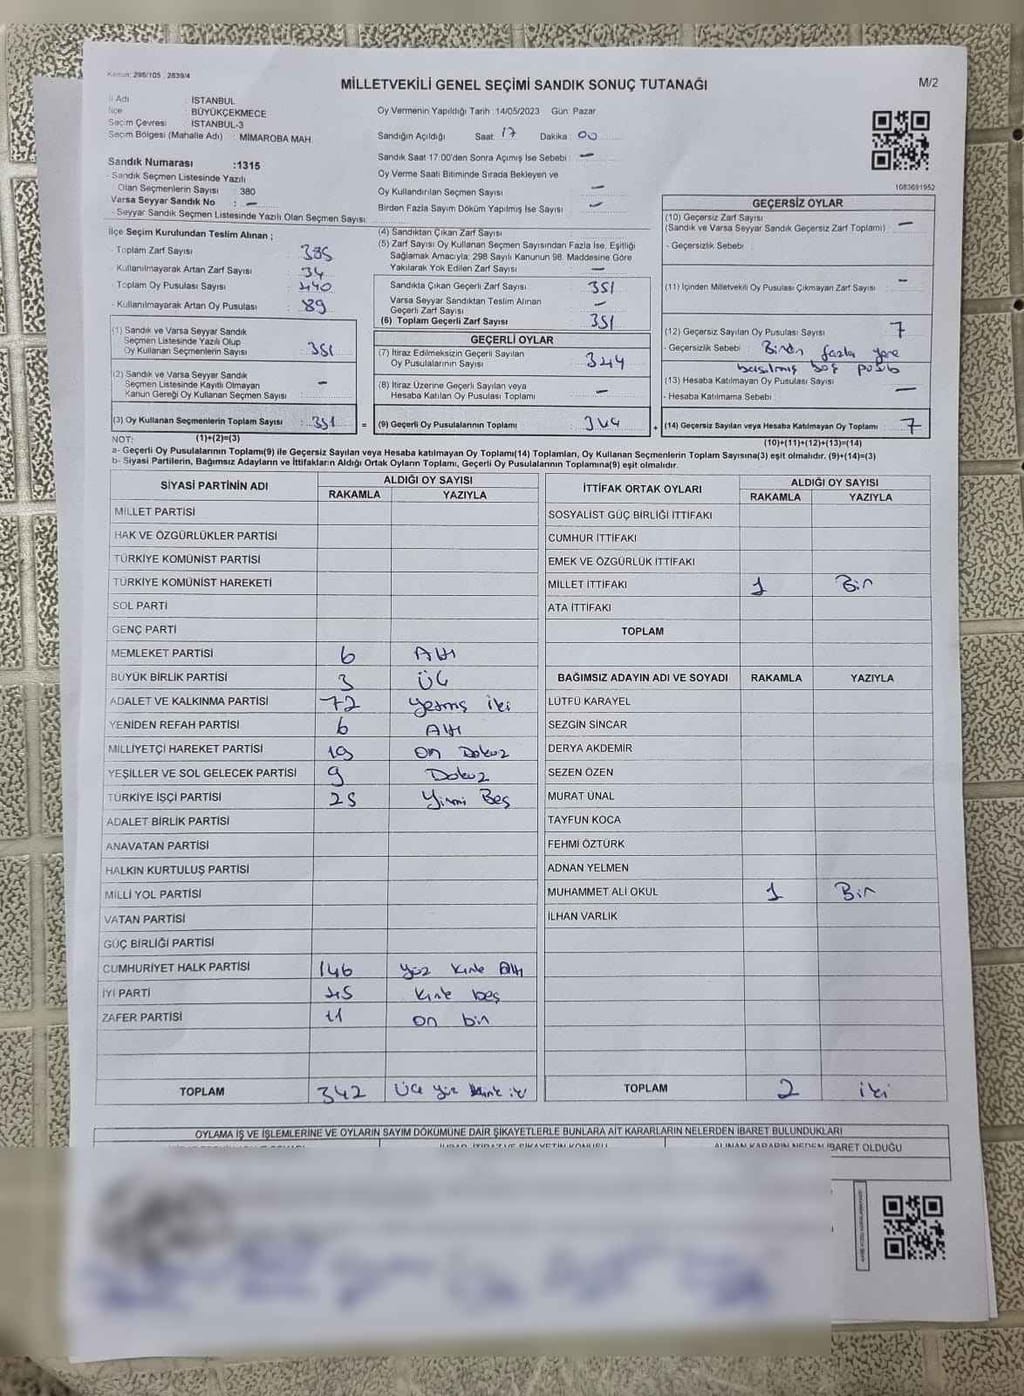 Kanun: 298/105 , 2839/4
MİLLETVEKİLİ GENEL SEÇİMİ SANDIK SONUÇ TUTANAĞI
M/2
İl Adı : İSTANBUL
İlçe : BÜYÜKÇEKMECE
Seçim Çevresi : İSTANBUL-3
Seçim Bölgesi (Mahalle Adı) : MİMAROBA MAH.
Oy Vermenin Yapıldığı Tarih :14/05/2023 Gün: Pazar
Sandığın Açıldığı Saat: 17 Dakika: 00
Sandık Numarası :1315
- Sandık Seçmen Listesinde Yazılı
Olan Seçmenlerin Sayısı : 380
Varsa Seyyar Sandık No : —
- Seyyar Sandık Seçmen Listesinde Yazılı Olan Seçmen Sayısı:
Sandık Saat 17.00'den Sonra Açımış İse Sebebi : —
Oy Verme Saati Bitiminde Sırada Bekleyen ve
Oy Kullandırılan Seçmen Sayısı —
Birden Fazla Sayım Döküm Yapılmış İse Sayısı —
1083691952
İlçe Seçim Kurulundan Teslim Alınan ;
- Toplam Zarf Sayısı : 385
- Kullanılmayarak Artan Zarf Sayısı : 34
- Toplam Oy Pusulası Sayısı : 440
- Kullanılmayarak Artan Oy Pusulası : 89
(1) Sandık ve Varsa Seyyar Sandık
Seçmen Listesinde Yazılı Olup
Oy Kullanan Seçmenlerin Sayısı : 351
(2) Sandık ve Varsa Seyyar Sandık
Seçmen Listesinde Kayıtlı Olmayan
Kanun Gereği Oy Kullanan Seçmen Sayısı : —
(3) Oy Kullanan Seçmenlerin Toplam Sayısı : 351
(4) Sandıktan Çıkan Zarf Sayısı
(5) Zarf Sayısı Oy Kullanan Seçmen Sayısından Fazla İse, Eşitliği
Sağlamak Amacıyla; 298 Sayılı Kanunun 98. Maddesine Göre
Yakılarak Yok Edilen Zarf Sayısı : —
Sandıkta Çıkan Geçerli Zarf Sayısı : 351
Varsa Seyyar Sandıktan Teslim Alınan
Geçerli Zarf Sayısı : —
(6) Toplam Geçerli Zarf Sayısı : 351
GEÇERLİ OYLAR
(7) İtiraz Edilmeksizin Geçerli Sayılan
Oy Pusulalarının Sayısı : 344
(8) İtiraz Üzerine Geçerli Sayılan veya
Hesaba Katılan Oy Pusulası Toplamı : —
= (9) Geçerli Oy Pusulalarının Toplamı : 344
GEÇERSİZ OYLAR
(10) Geçersiz Zarf Sayısı
(Sandık ve Varsa Seyyar Sandık Geçersiz Zarf Toplamı) : —
- Geçersizlik Sebebi :
(11) İçinden Milletvekili Oy Pusulası Çıkmayan Zarf Sayısı : —
(12) Geçersiz Sayılan Oy Pusulası Sayısı : 7
- Geçersizlik Sebebi : Birden fazla yere
basılmış boş
(13) Hesaba Katılmayan Oy Pusulası Sayısı : —
- Hesaba Katılmama Sebebi :
+ (14) Geçersiz Sayılan veya Hesaba Katılmayan Oy Toplamı : 7
NOT: (1)+(2)=(3) (10)+(11)+(12)+(13)=(14)
a- Geçerli Oy Pusulalarının Toplamı(9) ile Geçersiz Sayılan veya Hesaba katılmayan Oy Toplamı(14) Toplamları, Oy Kullanan Seçmenlerin Toplam Sayısına(3) eşit olmalıdır. (9)+(14)=(3)
b- Siyasi Partilerin, Bağımsız Adayların ve İttifakların Aldığı Ortak Oyların Toplamı, Geçerli Oy Pusulalarının Toplamına(9) eşit olmalıdır.
SİYASİ PARTİNİN ADI ALDIĞI OY SAYISI
RAKAMLA YAZIYLA
MİLLET PARTİSİ
HAK VE ÖZGÜRLÜKLER PARTİSİ
TÜRKİYE KOMÜNİST PARTİSİ
TÜRKİYE KOMÜNİST HAREKETİ
SOL PARTİ
GENÇ PARTİ
MEMLEKET PARTİSİ 6 Altı
BÜYÜK BİRLİK PARTİSİ 3 Üç
ADALET VE KALKINMA PARTİSİ 72 Yetmiş iki
YENİDEN REFAH PARTİSİ 6 Altı
MİLLİYETÇİ HAREKET PARTİSİ 19 On Dokuz
YEŞİLLER VE SOL GELECEK PARTİSİ 9 Dokuz
TÜRKİYE İŞÇİ PARTİSİ 25 Yirmi Beş
ADALET BİRLİK PARTİSİ
ANAVATAN PARTİSİ
HALKIN KURTULUŞ PARTİSİ
MİLLİ YOL PARTİSİ
VATAN PARTİSİ
GÜÇ BİRLİĞİ PARTİSİ
CUMHURİYET HALK PARTİSİ 146 Yüz Kırk Altı
İYİ PARTİ 45 Kırk beş
ZAFER PARTİSİ 11 on bir
TOPLAM 342 Üç yüz kırk iki
İTTİFAK ORTAK OYLARI ALDIĞI OY SAYISI
RAKAMLA YAZIYLA
SOSYALİST GÜÇ BİRLİĞİ İTTİFAKI
CUMHUR İTTİFAKI
EMEK VE ÖZGÜRLÜK İTTİFAKI
MİLLET İTTİFAKI 1 Bir
ATA İTTİFAKI
TOPLAM
BAĞIMSIZ ADAYIN ADI VE SOYADI RAKAMLA YAZIYLA
LÜTFÜ KARAYEL
SEZGİN SİNCAR
DERYA AKDEMİR
SEZEN ÖZEN
MURAT ÜNAL
TAYFUN KOCA
FEHMİ ÖZTÜRK
ADNAN YELMEN
MUHAMMET ALİ OKUL 1 Bir
İLHAN VARLIK
TOPLAM 2 iki
OYLAMA İŞ VE İŞLEMLERİNE VE OYLARIN SAYIM DÖKÜMÜNE DAİR ŞİKAYETLERLE BUNLARA AİT KARARLARIN NELERDEN İBARET BULUNDUKLARI
ALINAN KARARIN NEDEN İBARET OLDUĞU